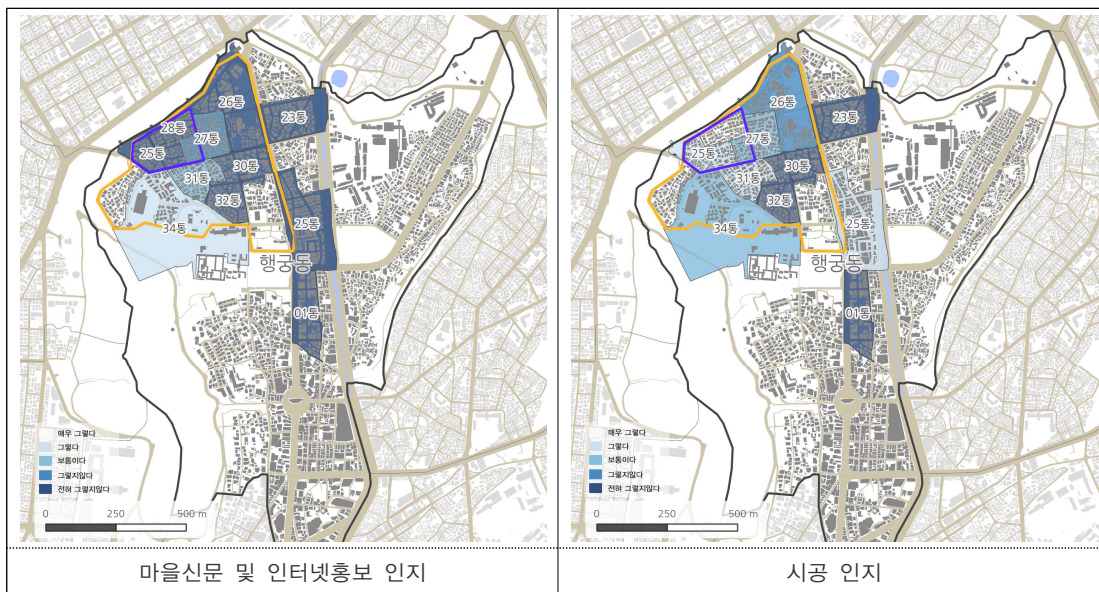 26통
23통
28통
27통
25통
30통
31통
32통
34통
25통
행궁동
01통
매우 그렇다
그렇다
보통이다
그렇지않다
전혀 그렇지않다
0 250 500 m
마을신문 및 인터넷홍보 인지
26통
23통
27통
25통
30통
31통
32통
34통
25통
행궁동
01통
매우 그렇다
그렇다
보통이다
그렇지않다
전혀 그렇지않다
0 250 500 m
시공 인지